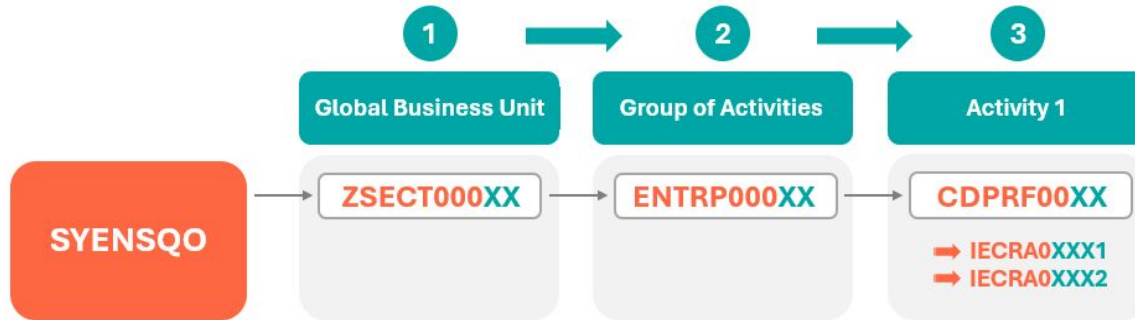 1
2
3
Global Business Unit
Group of Activities
Activity 1
SYENSQO
ZSECT000XX
ENTRP000XX
CDPRF00XX
IECRA0XXX1
IECRA0XXX2